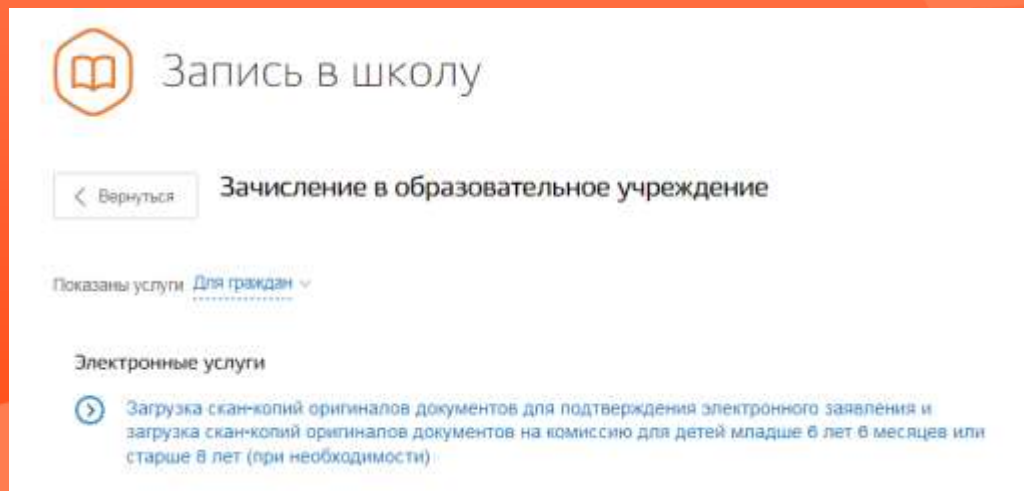 Запись в школу
Вернуться
Зачисление в образовательное учреждение
Показаны услуги Для граждан
Электронные услуги
Загрузка скан-копий оригиналов документов для подтверждения электронного заявления и
загрузка скан-копий оригиналов документов на комиссию для детей младше 6 лет 6 месяцев или
старше 8 лет (при необходимости)